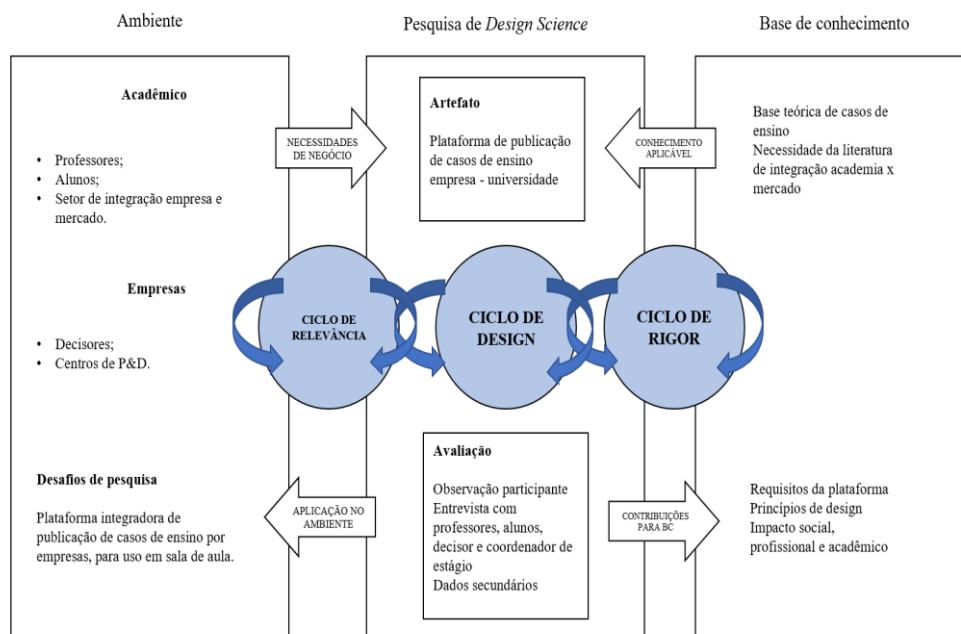 Ambiente
Pesquisa de Design Science
Base de conhecimento
Acadêmico
• Professores;
• Alunos;
• Setor de integração empresa e
mercado.
NECESSIDADES
DE NEGÓCIO
Artefato
Plataforma de publicação
de casos de ensino
empresa - universidade
CONHECIMENTO
APLICÁVEL
Base teórica de casos de
ensino
Necessidade da literatura
de integração academia x
mercado
Empresas
• Decisores;
• Centros de P&D.
CICLO DE
RELEVÂNCIA
CICLO DE
DESIGN
CICLO DE
RIGOR
Desafios de pesquisa
Plataforma integradora de
publicação de casos de ensino por
empresas, para uso em sala de aula.
APLICAÇÃO NO
AMBIENTE
Avaliação
Observação participante
Entrevista com
professores, alunos,
decisor e coordenador de
estágio
Dados secundários
CONTRIBUIÇÕES
PARA BC
Requisitos da plataforma
Princípios de design
Impacto social,
profissional e acadêmico